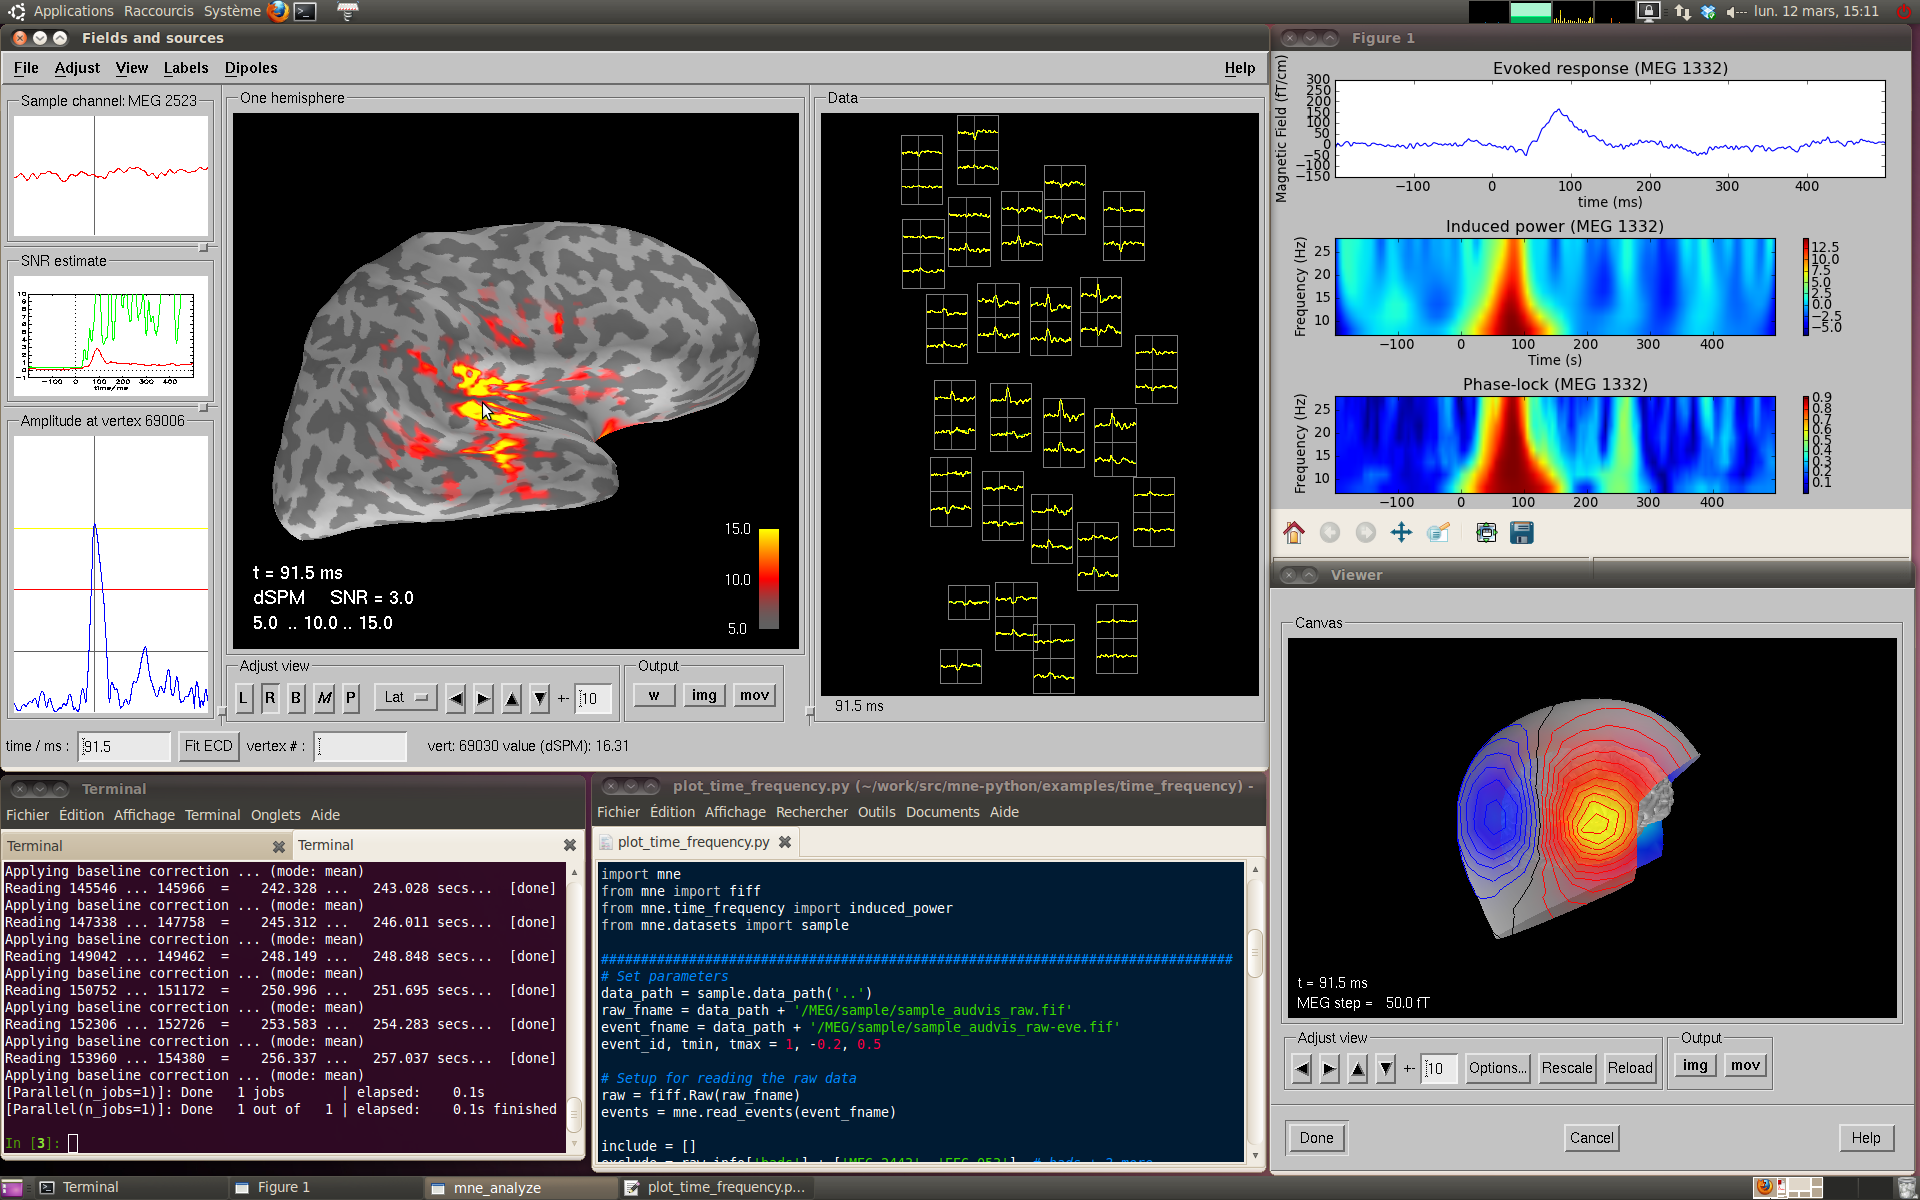 Applications Raccourcis Système
lun. 12 mars, 15:11
Fields and sources
File Adjust View Labels Dipoles Help
Sample channel: MEG 2523
SNR estimate
10
-100 0 100 200 300 400
time/ms
Amplitude at vertex 69006
One hemisphere
t = 91.5 ms
dSPM SNR = 3.0
5.0 .. 10.0 .. 15.0
15.0
10.0
5.0
Data
91.5 ms
Adjust view
L R B M P Lat +- 10
Output
w img mov
time / ms : 91.5 Fit ECD vertex # : vert: 69030 value (dSPM): 16.31
Figure 1
Evoked response (MEG 1332)
Magnetic Field (fT/cm)
300
250
200
150
100
50
0
-50
-100
-150
-100 0 100 200 300 400
time (ms)
Induced power (MEG 1332)
Frequency (Hz)
25
20
15
10
-100 0 100 200 300 400
Time (s)
12.5
10.0
7.5
5.0
2.5
0.0
-2.5
-5.0
Phase-lock (MEG 1332)
Frequency (Hz)
25
20
15
10
-100 0 100 200 300 400
0.9
0.8
0.7
0.6
0.5
0.4
0.3
0.2
0.1
Viewer
Canvas
t = 91.5 ms
MEG step = 50.0 fT
Adjust view
+- 10 Options... Rescale Reload
Output
img mov
Done Cancel Help
Terminal
Fichier Édition Affichage Terminal Onglets Aide
Terminal Terminal
Applying baseline correction ... (mode: mean)
Reading 145546 ... 145966 = 242.328 ... 243.028 secs... [done]
Applying baseline correction ... (mode: mean)
Reading 147338 ... 147758 = 245.312 ... 246.011 secs... [done]
Applying baseline correction ... (mode: mean)
Reading 149042 ... 149462 = 248.149 ... 248.848 secs... [done]
Applying baseline correction ... (mode: mean)
Reading 150752 ... 151172 = 250.996 ... 251.695 secs... [done]
Applying baseline correction ... (mode: mean)
Reading 152306 ... 152726 = 253.583 ... 254.283 secs... [done]
Applying baseline correction ... (mode: mean)
Reading 153960 ... 154380 = 256.337 ... 257.037 secs... [done]
Applying baseline correction ... (mode: mean)
[Parallel(n_jobs=1)]: Done 1 jobs | elapsed: 0.1s
[Parallel(n_jobs=1)]: Done 1 out of 1 | elapsed: 0.1s finished
In [3]:
plot_time_frequency.py (~/work/src/mne-python/examples/time_frequency) -
Fichier Édition Affichage Rechercher Outils Documents Aide
plot_time_frequency.py
import mne
from mne import fiff
from mne.time_frequency import induced_power
from mne.datasets import sample
###############################################################################
# Set parameters
data_path = sample.data_path('..')
raw_fname = data_path + '/MEG/sample/sample_audvis_raw.fif'
event_fname = data_path + '/MEG/sample/sample_audvis_raw-eve.fif'
event_id, tmin, tmax = 1, -0.2, 0.5
# Setup for reading the raw data
raw = fiff.Raw(raw_fname)
events = mne.read_events(event_fname)
include = []
Terminal
Figure 1
mne_analyze
plot_time_frequency.p...